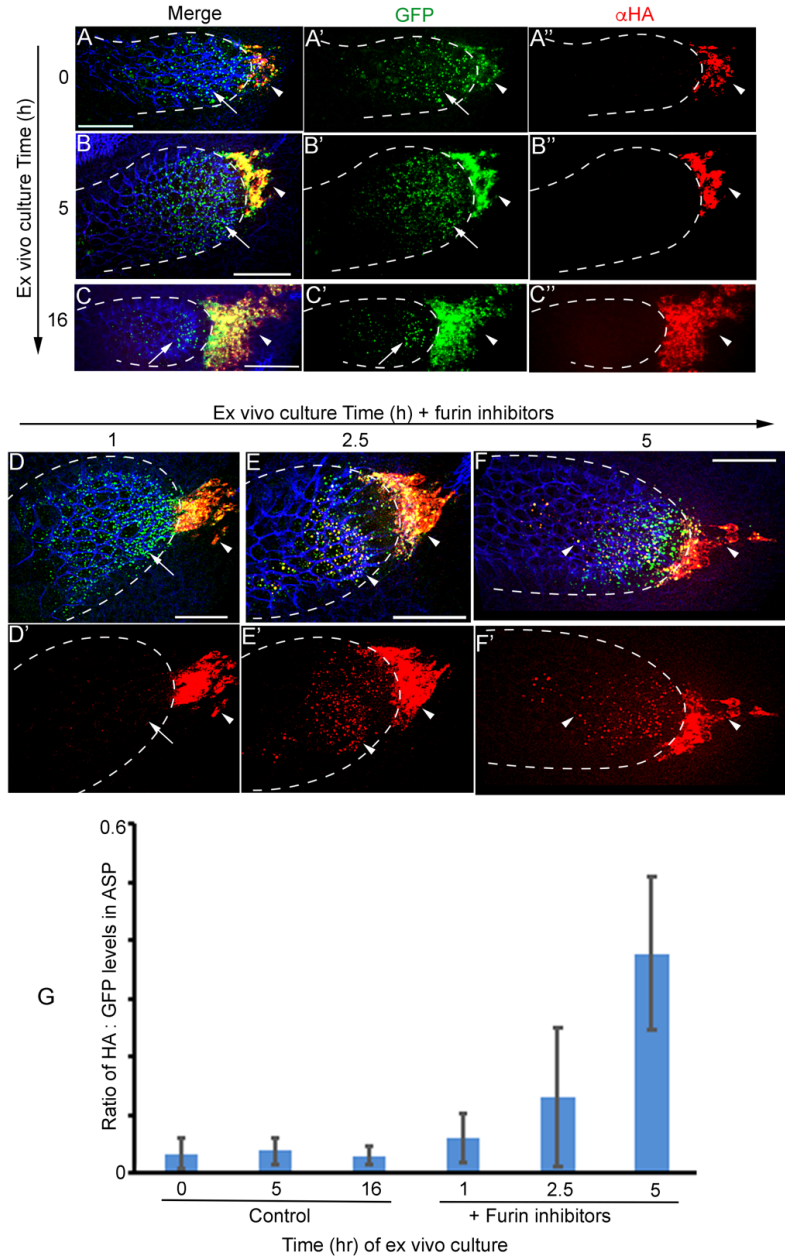 Merge GFP αHA
Ex vivo culture Time (h)
0
A A' A''
5
B B' B''
16
C C' C''
Ex vivo culture Time (h) + furin inhibitors
1 2.5 5
D E F
D' E' F'
G
Ratio of HA : GFP levels in ASP
0.6
0
0 5 16 1 2.5 5
Control + Furin inhibitors
Time (hr) of ex vivo culture